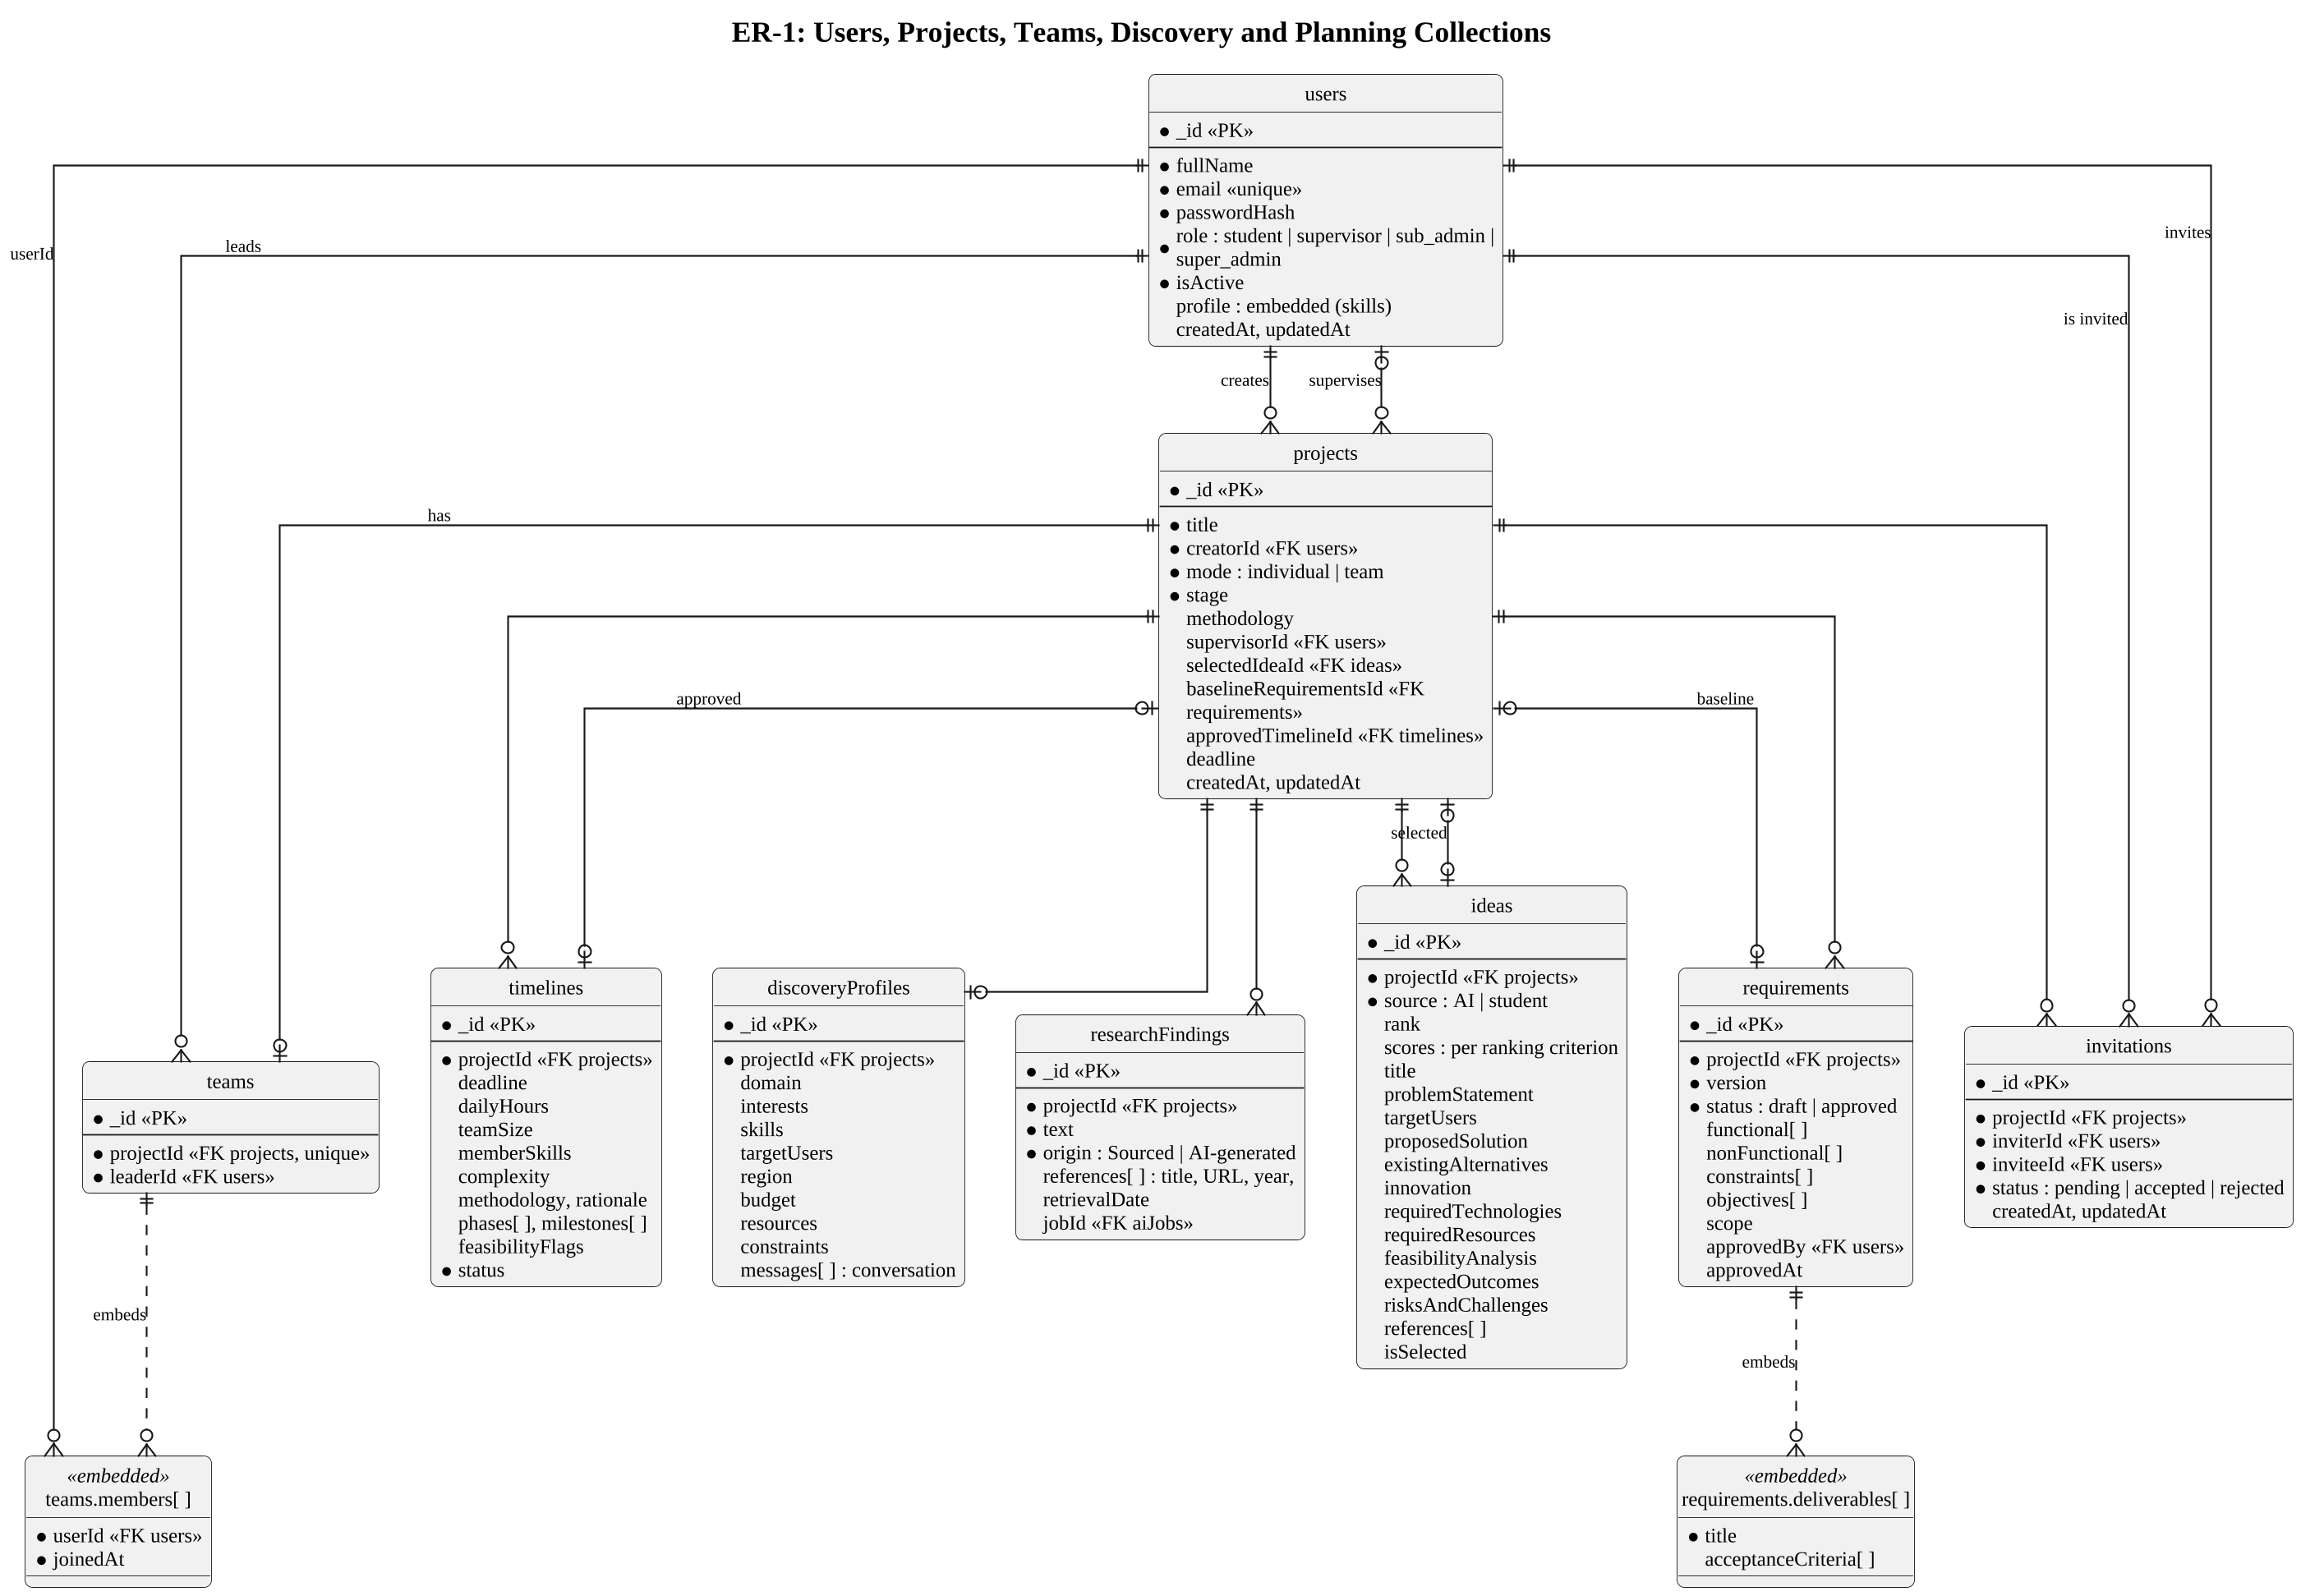 ER-1: Users, Projects, Teams, Discovery and Planning Collections
users
_id «PK»
fullName
email «unique»
passwordHash
role : student | supervisor | sub_admin |
super_admin
isActive
profile : embedded (skills)
createdAt, updatedAt
userId
leads
invites
is invited
creates
supervises
projects
_id «PK»
title
creatorId «FK users»
mode : individual | team
stage
methodology
supervisorId «FK users»
selectedIdeaId «FK ideas»
baselineRequirementsId «FK
requirements»
approvedTimelineId «FK timelines»
deadline
createdAt, updatedAt
has
approved
baseline
selected
teams
_id «PK»
projectId «FK projects, unique»
leaderId «FK users»
timelines
_id «PK»
projectId «FK projects»
deadline
dailyHours
teamSize
memberSkills
complexity
methodology, rationale
phases[ ], milestones[ ]
feasibilityFlags
status
discoveryProfiles
_id «PK»
projectId «FK projects»
domain
interests
skills
targetUsers
region
budget
resources
constraints
messages[ ] : conversation
researchFindings
_id «PK»
projectId «FK projects»
text
origin : Sourced | AI-generated
references[ ] : title, URL, year,
retrievalDate
jobId «FK aiJobs»
ideas
_id «PK»
projectId «FK projects»
source : AI | student
rank
scores : per ranking criterion
title
problemStatement
targetUsers
proposedSolution
existingAlternatives
innovation
requiredTechnologies
requiredResources
feasibilityAnalysis
expectedOutcomes
risksAndChallenges
references[ ]
isSelected
requirements
_id «PK»
projectId «FK projects»
version
status : draft | approved
functional[ ]
nonFunctional[ ]
constraints[ ]
objectives[ ]
scope
approvedBy «FK users»
approvedAt
invitations
_id «PK»
projectId «FK projects»
inviterId «FK users»
inviteeId «FK users»
status : pending | accepted | rejected
createdAt, updatedAt
embeds
embeds
«embedded»
teams.members[ ]
userId «FK users»
joinedAt
«embedded»
requirements.deliverables[ ]
title
acceptanceCriteria[ ]